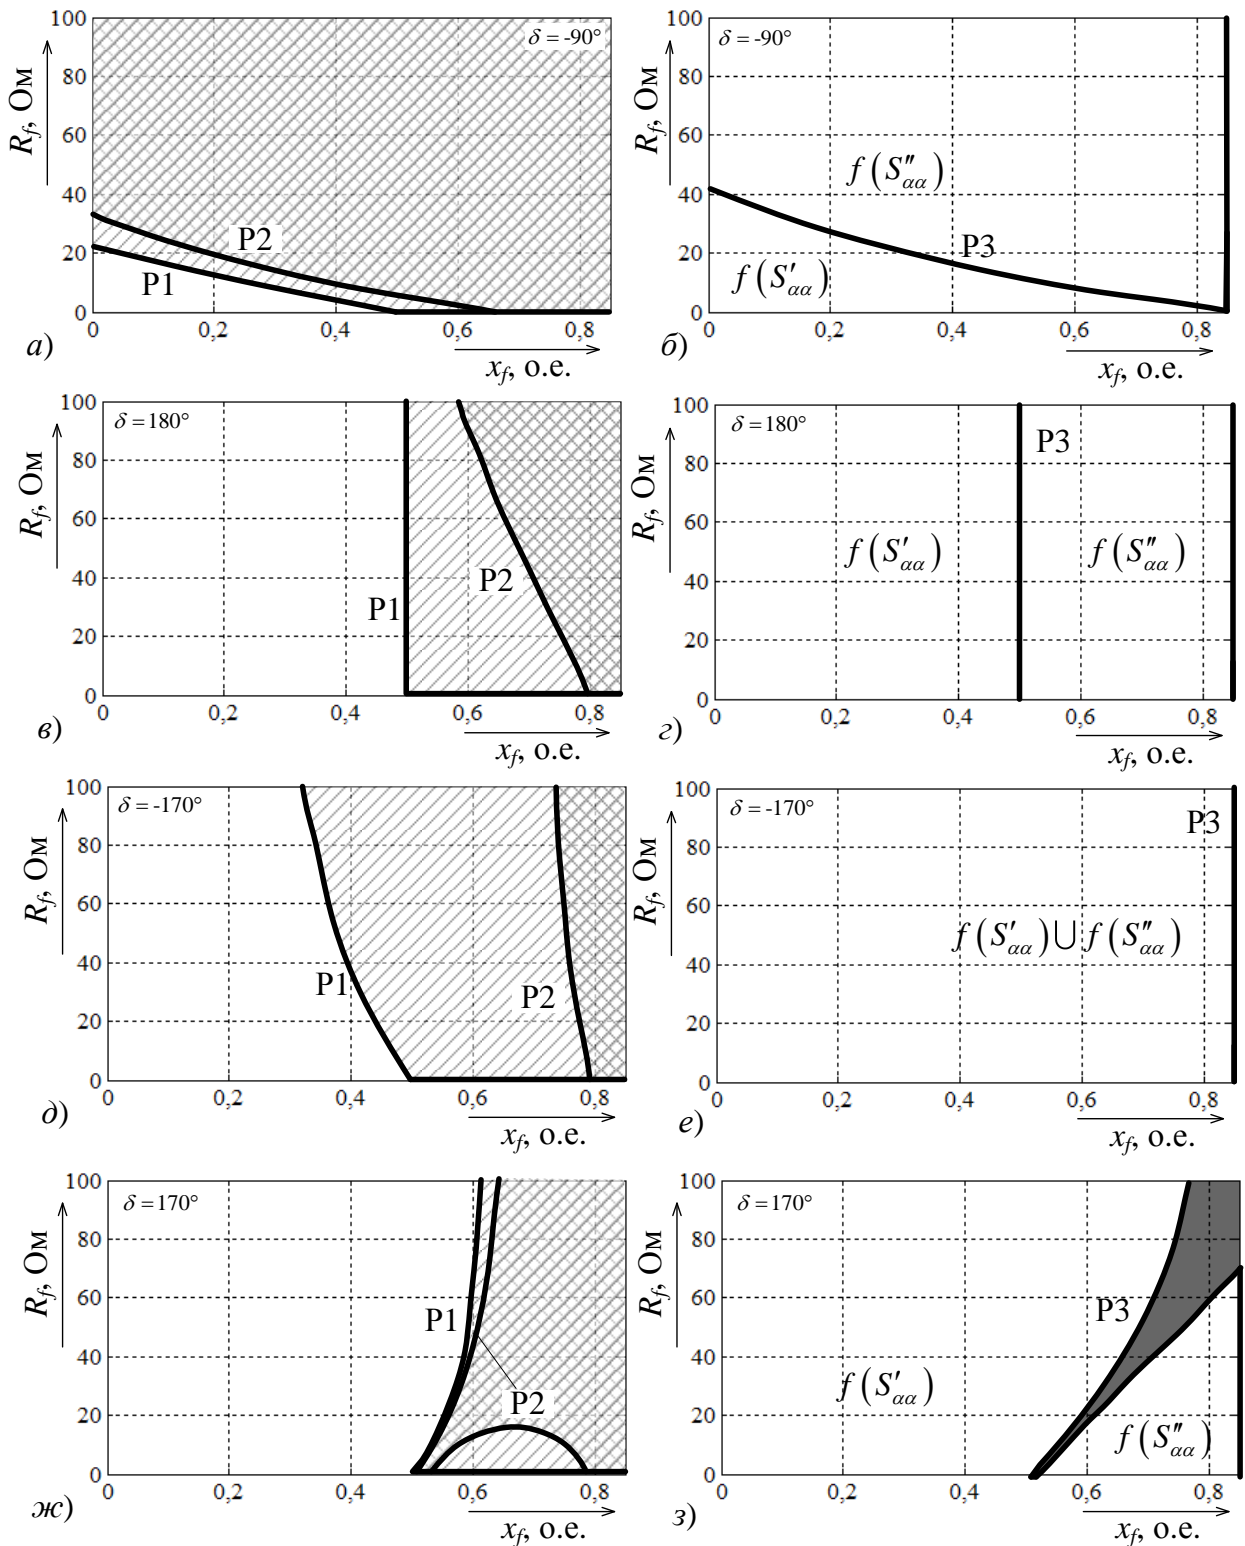 100
80
60
40
20
0
R_f, Ом
δ = -90°
P2
P1
0 0,2 0,4 0,6 0,8
а)
x_f, о.е.
100
80
60
40
20
0
R_f, Ом
δ = -90°
f(S″_αα)
P3
f(S′_αα)
0 0,2 0,4 0,6 0,8
б)
x_f, о.е.
100
80
60
40
20
0
R_f, Ом
δ = 180°
P2
P1
0 0,2 0,4 0,6 0,8
в)
x_f, о.е.
100
80
60
40
20
0
R_f, Ом
δ = 180°
P3
f(S′_αα) f(S″_αα)
0 0,2 0,4 0,6 0,8
г)
x_f, о.е.
100
80
60
40
20
0
R_f, Ом
δ = -170°
P1 P2
0 0,2 0,4 0,6 0,8
д)
x_f, о.е.
100
80
60
40
20
0
R_f, Ом
δ = -170°
P3
f(S′_αα)⋃f(S″_αα)
0 0,2 0,4 0,6 0,8
е)
x_f, о.е.
100
80
60
40
20
0
R_f, Ом
δ = 170°
P1
P2
0 0,2 0,4 0,6 0,8
ж)
x_f, о.е.
100
80
60
40
20
0
R_f, Ом
δ = 170°
P3
f(S′_αα)
f(S″_αα)
0 0,2 0,4 0,6 0,8
з)
x_f, о.е.